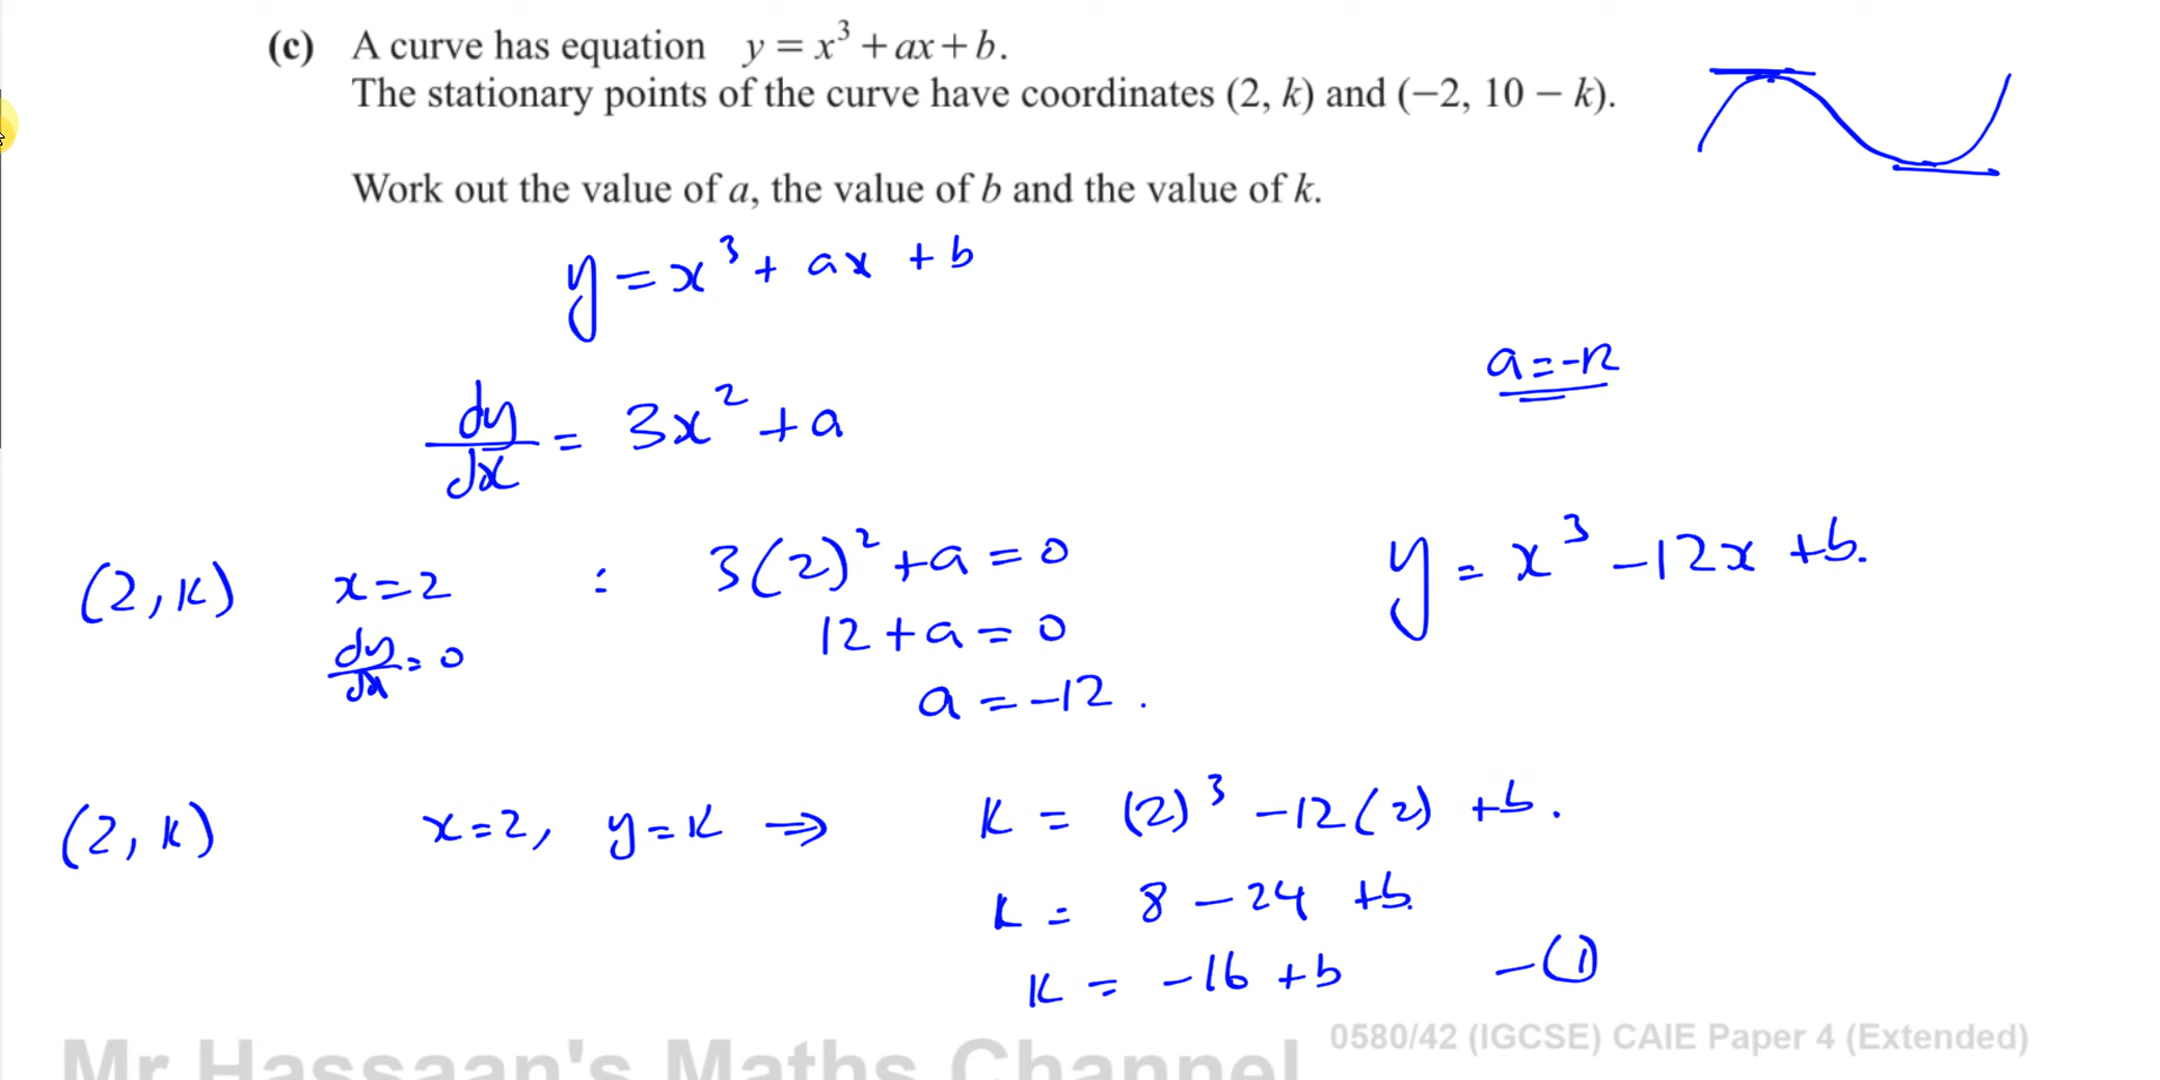 (c) A curve has equation y = x³ + ax + b.
The stationary points of the curve have coordinates (2, k) and (−2, 10 − k).
Work out the value of a, the value of b and the value of k.
y = x³ + ax + b
a = -12
dy/dx = 3x² + a
(2, k) x = 2 : 3(2)² + a = 0
y = x³ - 12x + b.
dy/dx = 0
12 + a = 0
a = -12.
(2, k) x = 2, y = k ⇒ k = (2)³ - 12(2) + b.
k = 8 - 24 + b.
k = -16 + b - (1)
Mr Hassaan's Maths Channel
0580/42 (IGCSE) CAIE Paper 4 (Extended)